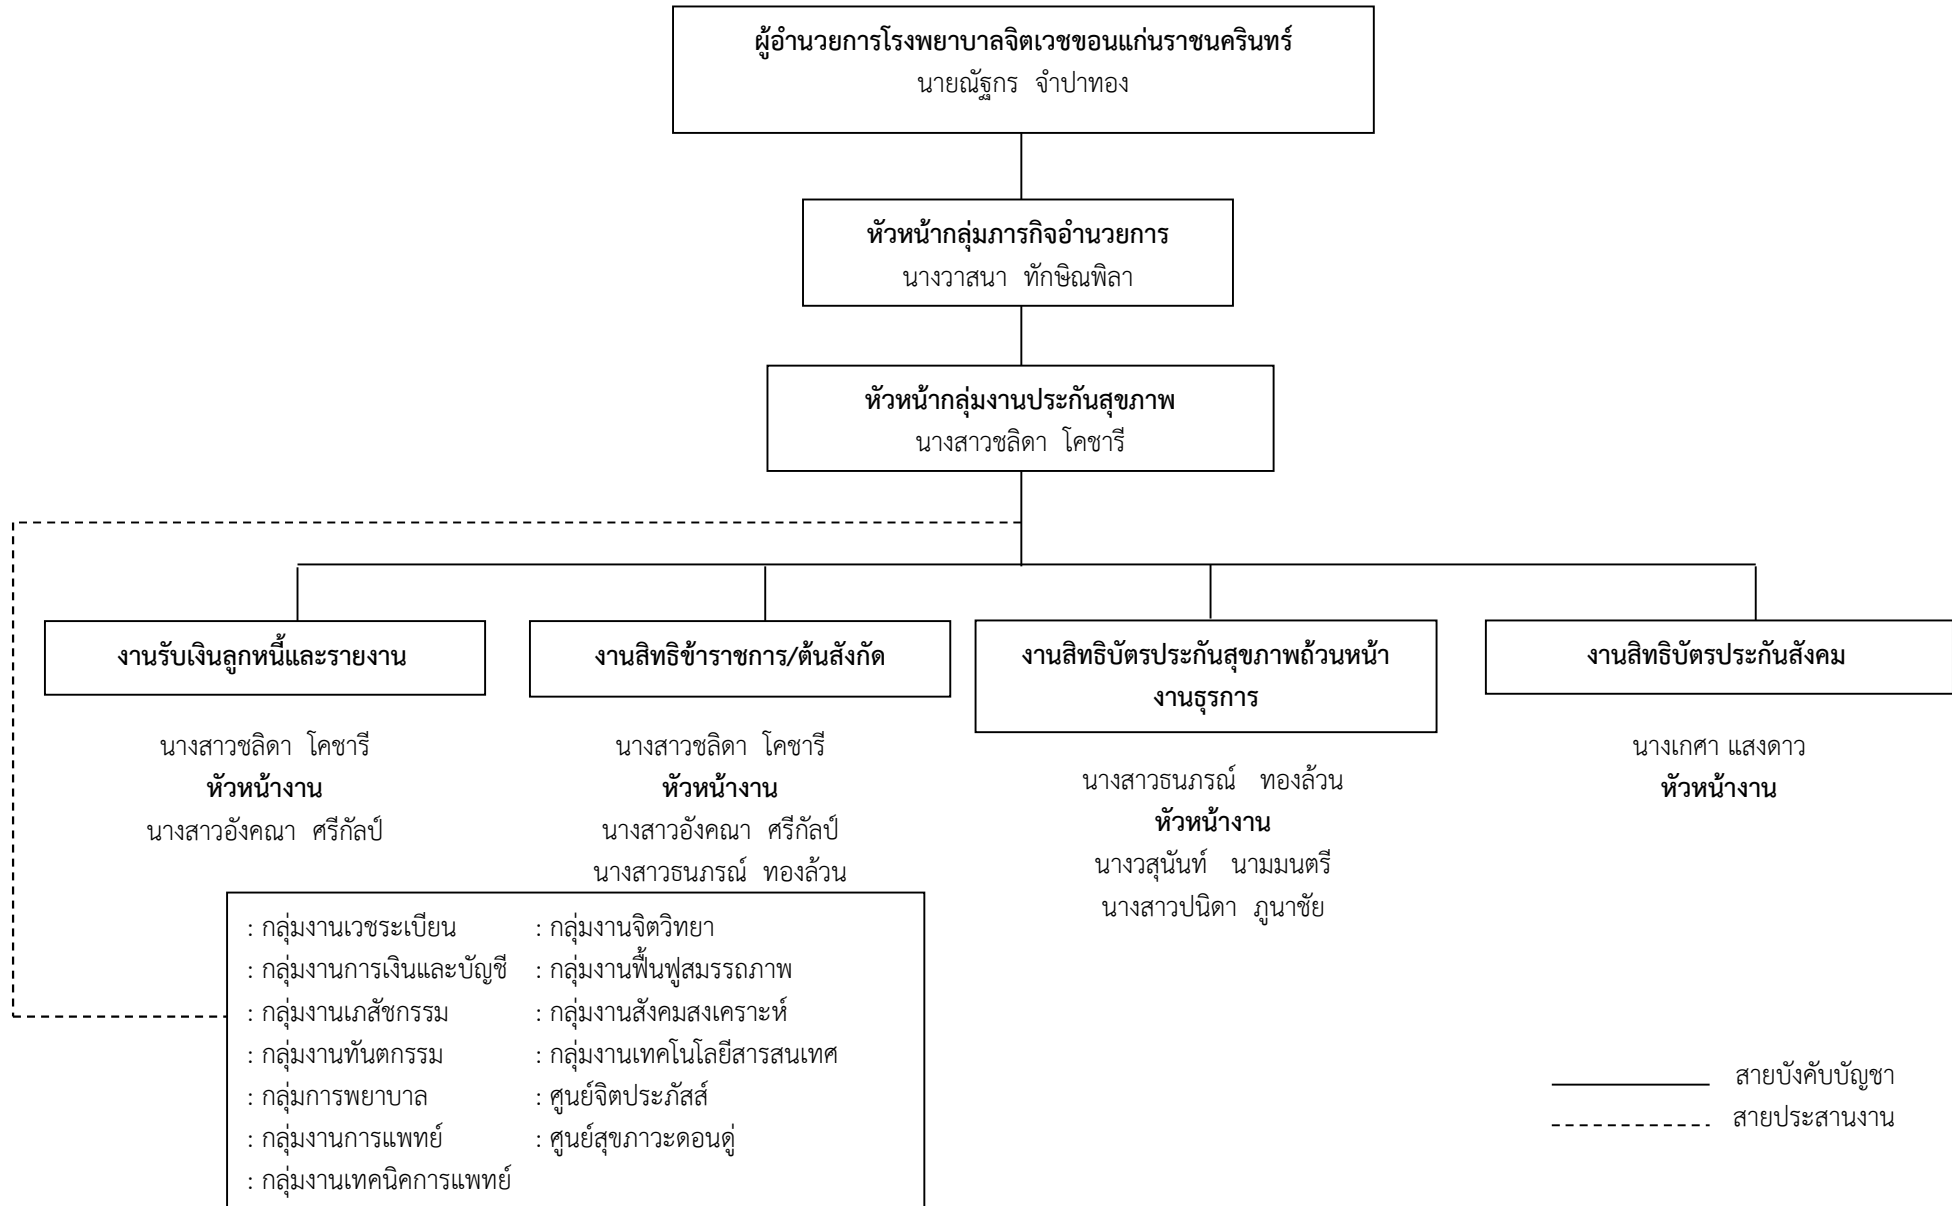 ผู้อำนวยการโรงพยาบาลจิตเวชขอนแก่นราชนครินทร์
นายณัฐกร จำปาทอง
หัวหน้ากลุ่มภารกิจอำนวยการ
นางวาสนา ทักษิณพิลา
หัวหน้ากลุ่มงานประกันสุขภาพ
นางสาวชลิดา โคชารี
งานรับเงินลูกหนี้และรายงาน
นางสาวชลิดา โคชารี
หัวหน้างาน
นางสาวอังคณา ศรีกัลป์
งานสิทธิข้าราชการ/ต้นสังกัด
นางสาวชลิดา โคชารี
หัวหน้างาน
นางสาวอังคณา ศรีกัลป์
นางสาวธนภรณ์ ทองล้วน
งานสิทธิบัตรประกันสุขภาพถ้วนหน้า
งานธุรการ
นางสาวธนภรณ์ ทองล้วน
หัวหน้างาน
นางวสุนันท์ นามมนตรี
นางสาวปนิดา ภูนาชัย
งานสิทธิบัตรประกันสังคม
นางเกศา แสงดาว
หัวหน้างาน
: กลุ่มงานเวชระเบียน
: กลุ่มงานการเงินและบัญชี
: กลุ่มงานเภสัชกรรม
: กลุ่มงานทันตกรรม
: กลุ่มการพยาบาล
: กลุ่มงานการแพทย์
: กลุ่มงานเทคนิคการแพทย์
: กลุ่มงานจิตวิทยา
: กลุ่มงานฟื้นฟูสมรรถภาพ
: กลุ่มงานสังคมสงเคราะห์
: กลุ่มงานเทคโนโลยีสารสนเทศ
: ศูนย์จิตประภัสส์
: ศูนย์สุขภาวะดอนดู่
สายบังคับบัญชา
สายประสานงาน